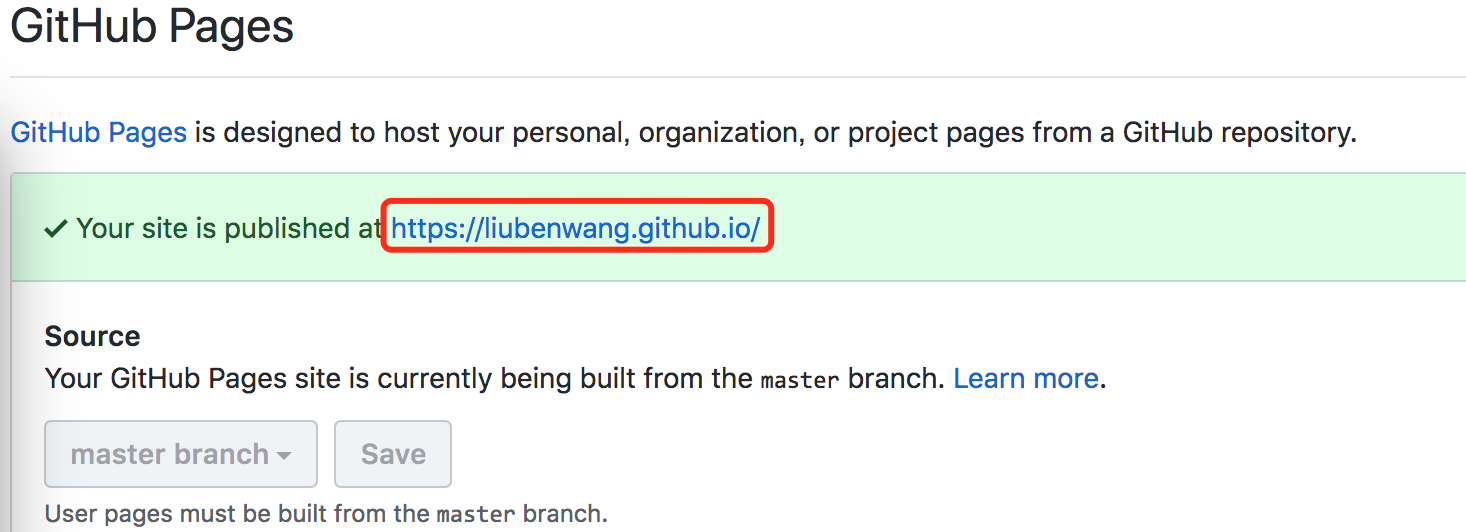 GitHub Pages
GitHub Pages is designed to host your personal, organization, or project pages from a GitHub repository.
✓ Your site is published at https://liubenwang.github.io/
Source
Your GitHub Pages site is currently being built from the master branch. Learn more.
master branch Save
User pages must be built from the master branch.